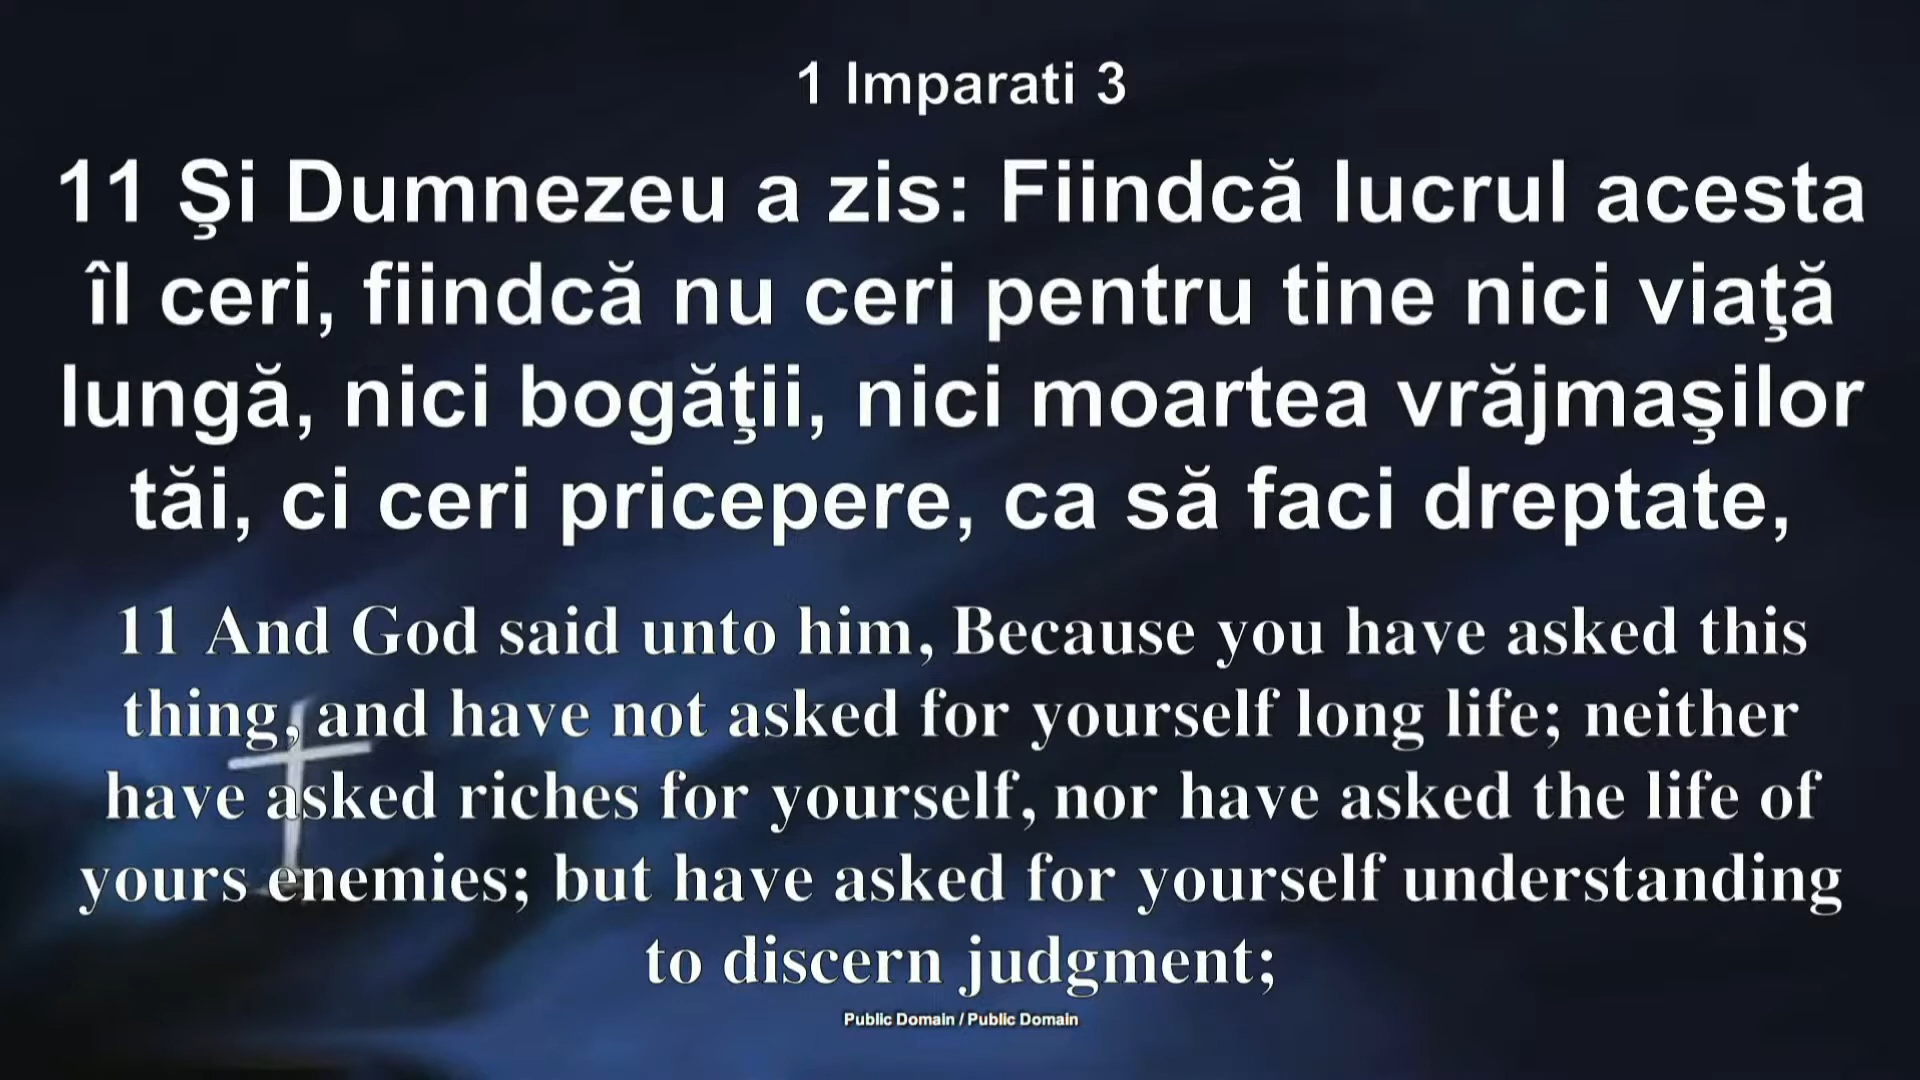 1 Imparati 3
11 Şi Dumnezeu a zis: Fiindcă lucrul acesta
îl ceri, fiindcă nu ceri pentru tine nici viaţă
lungă, nici bogăţii, nici moartea vrăjmaşilor
tăi, ci ceri pricepere, ca să faci dreptate,
11 And God said unto him, Because you have asked this
thing, and have not asked for yourself long life; neither
have asked riches for yourself, nor have asked the life of
yours enemies; but have asked for yourself understanding
to discern judgment;
Public Domain / Public Domain